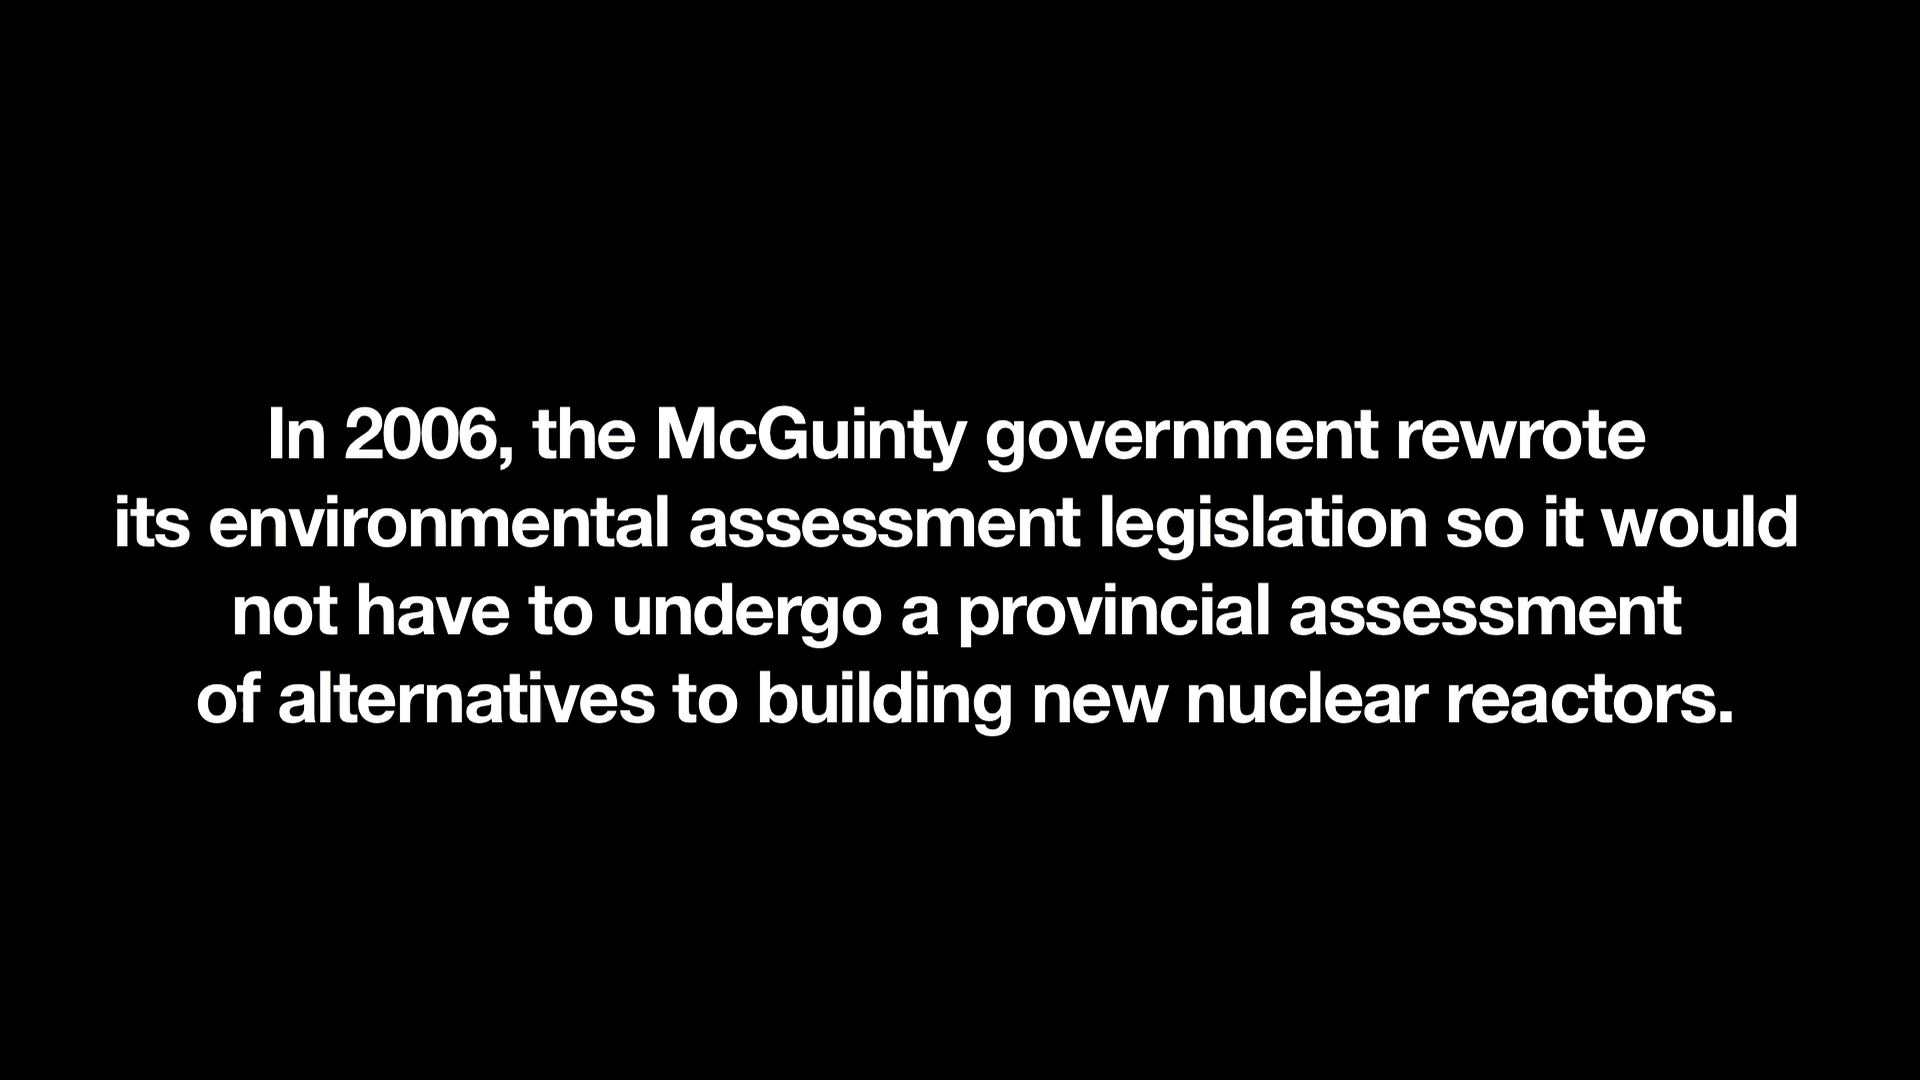 In 2006, the McGuinty government rewrote
its environmental assessment legislation so it would
not have to undergo a provincial assessment
of alternatives to building new nuclear reactors.